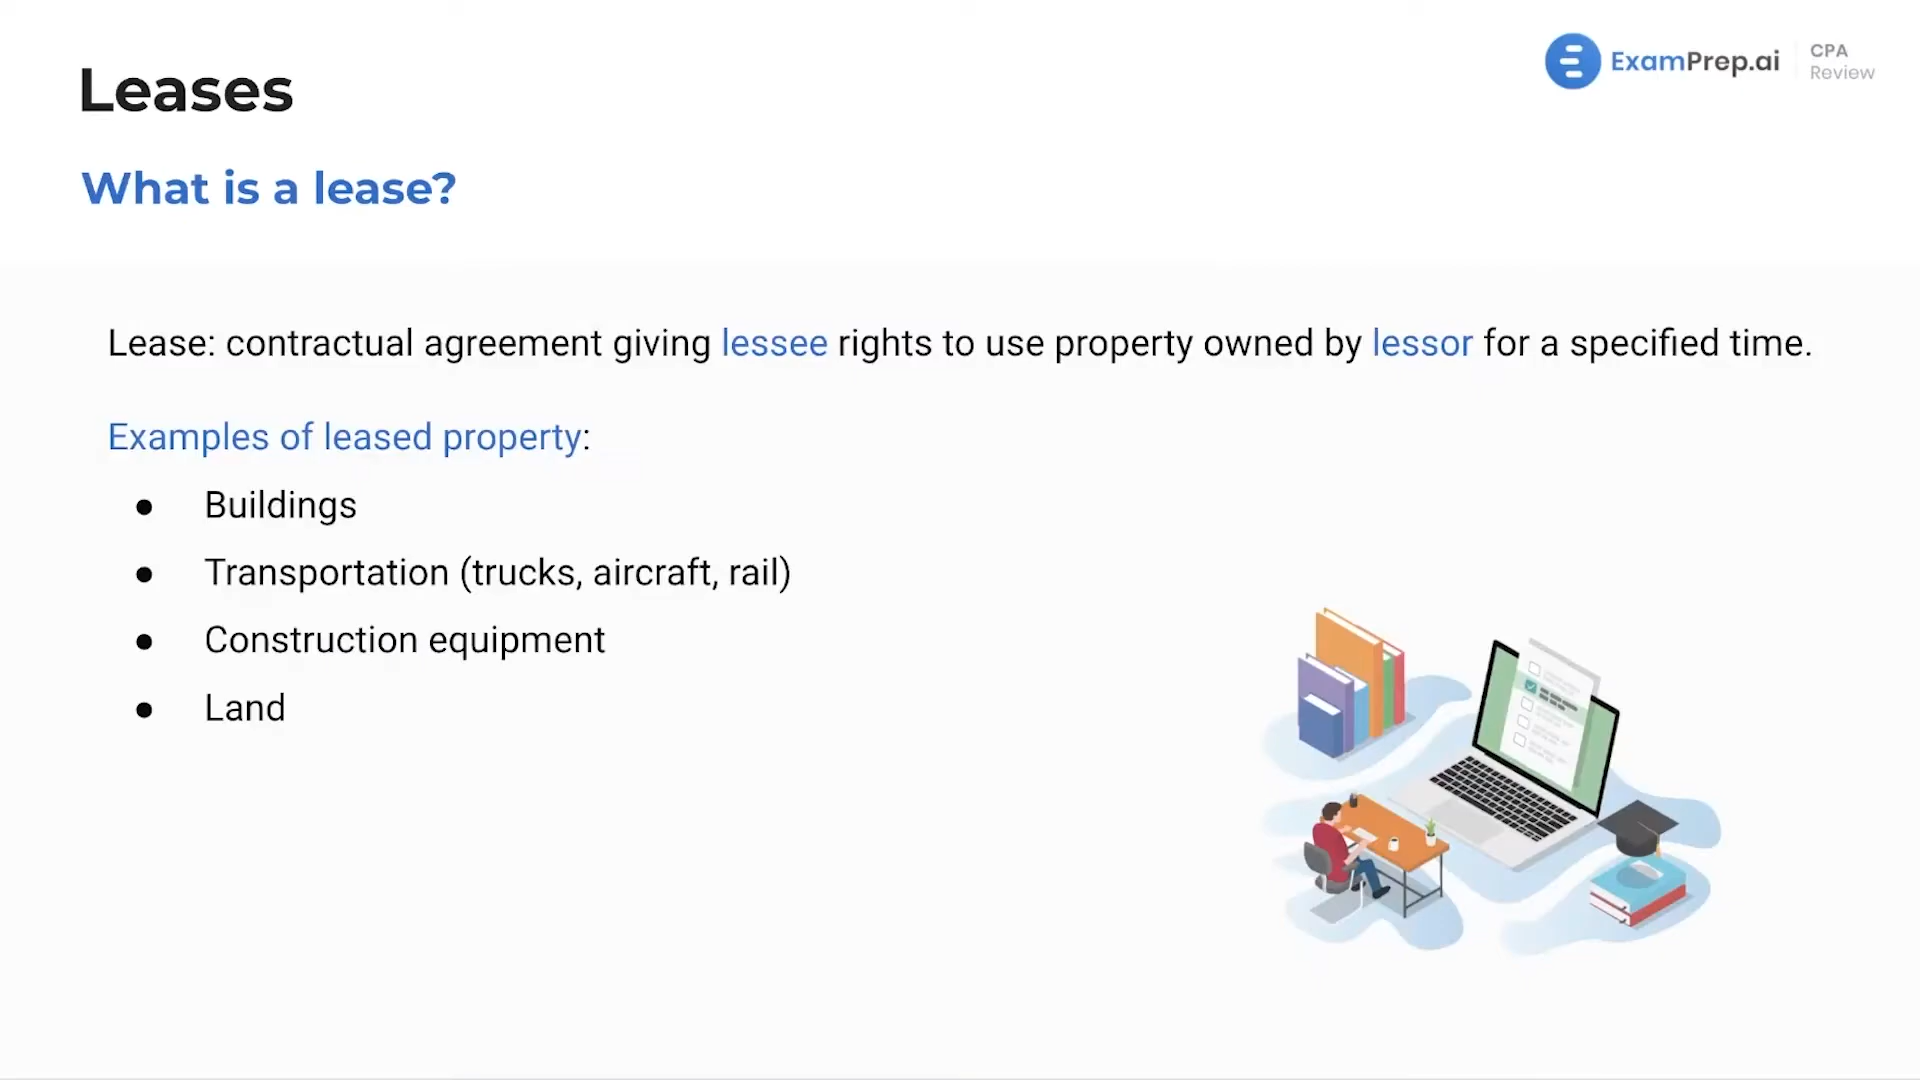 Leases
ExamPrep.ai
CPA
Review
What is a lease?
Lease: contractual agreement giving lessee rights to use property owned by lessor for a specified time.
Examples of leased property:
● Buildings
● Transportation (trucks, aircraft, rail)
● Construction equipment
● Land